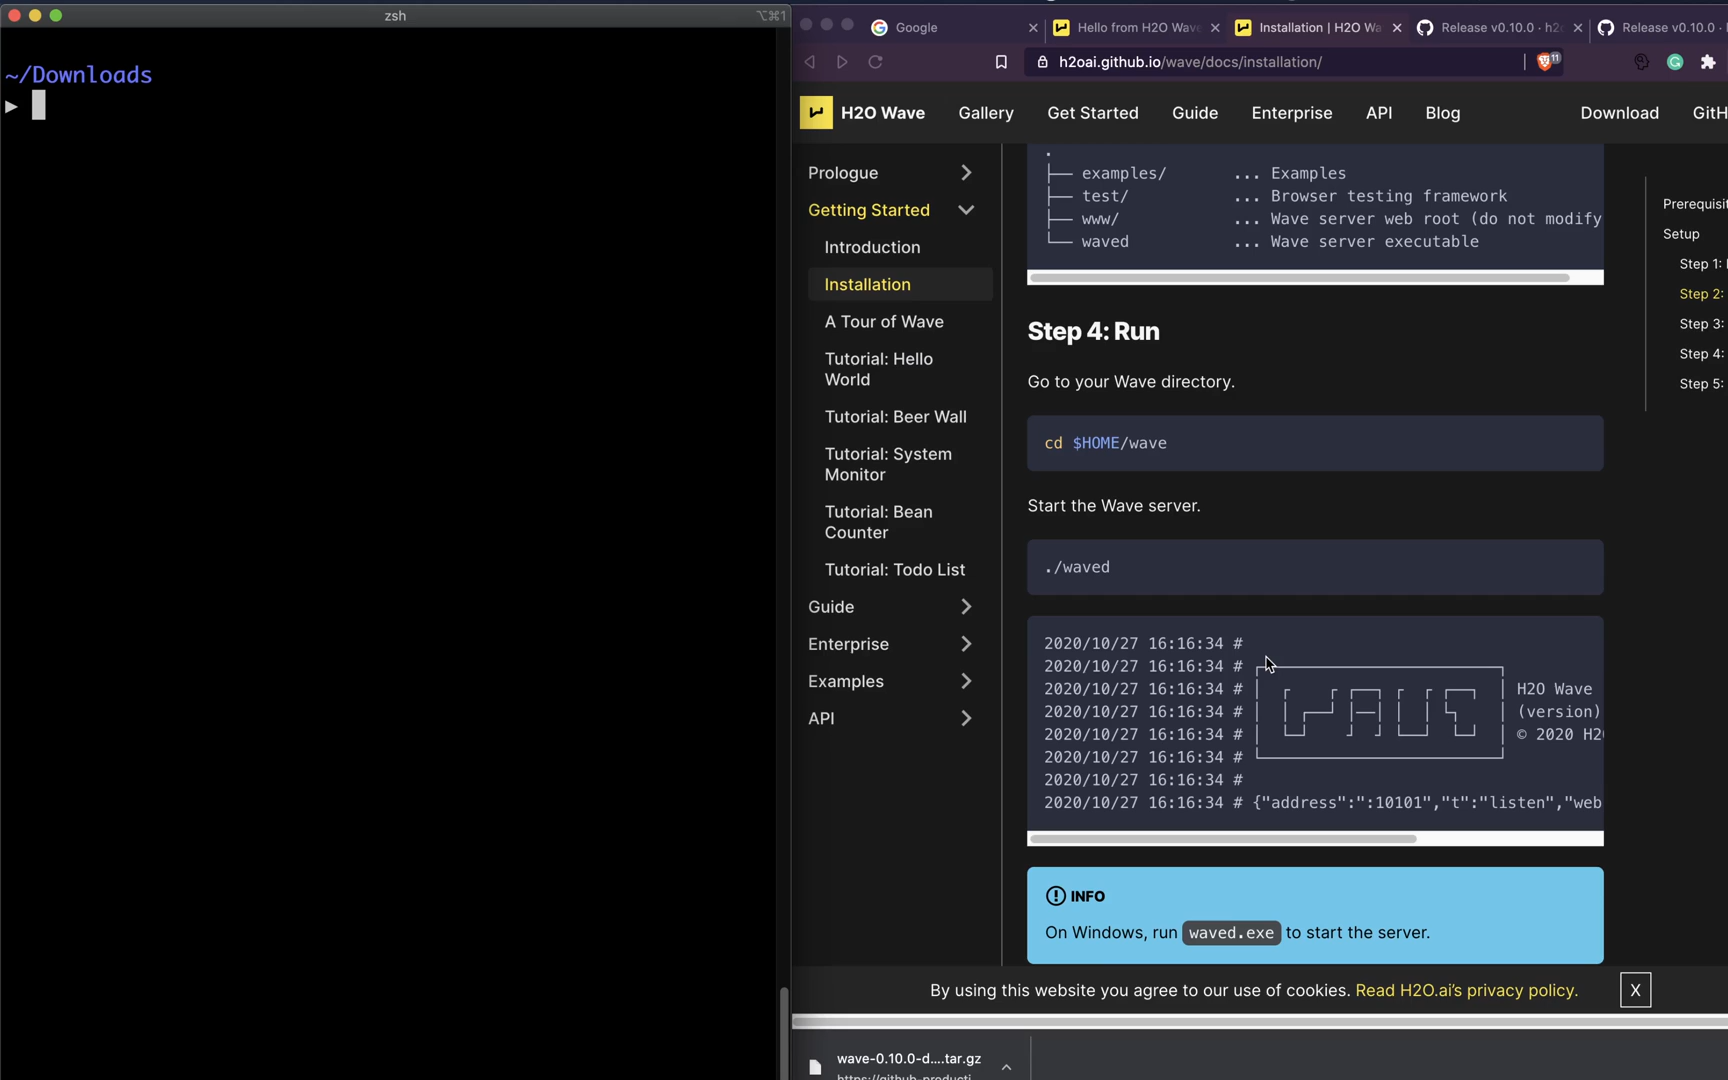 zsh
⌥⌘1
~/Downloads
Google
Hello from H2O Wave
Installation | H2O Wa
Release v0.10.0 · h2o
Release v0.10.0 ·
h2oai.github.io/wave/docs/installation/
11
H2O Wave
Gallery
Get Started
Guide
Enterprise
API
Blog
Download
GitH
Prologue
Getting Started
Introduction
Installation
A Tour of Wave
Tutorial: Hello
World
Tutorial: Beer Wall
Tutorial: System
Monitor
Tutorial: Bean
Counter
Tutorial: Todo List
Guide
Enterprise
Examples
API
.
├── examples/ ... Examples
├── test/ ... Browser testing framework
├── www/ ... Wave server web root (do not modify
└── waved ... Wave server executable
Step 4: Run
Go to your Wave directory.
cd $HOME/wave
Start the Wave server.
./waved
2020/10/27 16:16:34 #
2020/10/27 16:16:34 #
2020/10/27 16:16:34 # H2O Wave
2020/10/27 16:16:34 # (version)
2020/10/27 16:16:34 # © 2020 H2O
2020/10/27 16:16:34 #
2020/10/27 16:16:34 #
2020/10/27 16:16:34 # {"address":":10101","t":"listen","web
INFO
On Windows, run waved.exe to start the server.
Prerequisit
Setup
Step 1:
Step 2:
Step 3:
Step 4:
Step 5:
By using this website you agree to our use of cookies. Read H2O.ai's privacy policy.
X
wave-0.10.0-d....tar.gz
https://github-producti